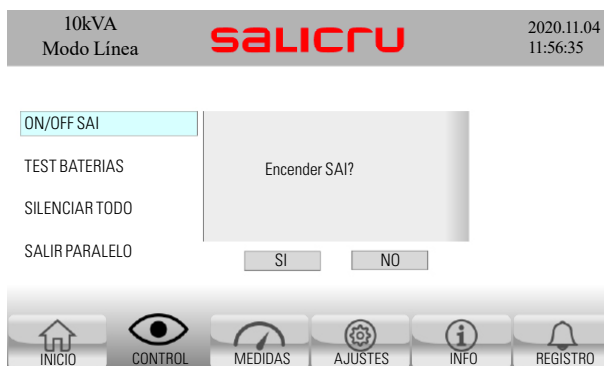 10kVA
Modo Línea
salicru
2020.11.04
11:56:35
ON/OFF SAI
TEST BATERIAS
SILENCIAR TODO
SALIR PARALELO
Encender SAI?
SI
NO
INICIO
CONTROL
MEDIDAS
AJUSTES
INFO
REGISTRO